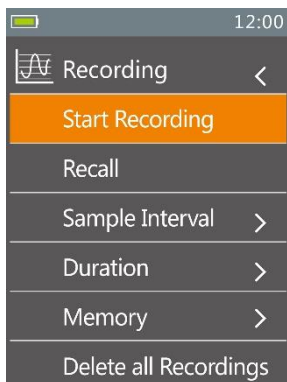 12:00
Recording
Start Recording
Recall
Sample Interval
Duration
Memory
Delete all Recordings